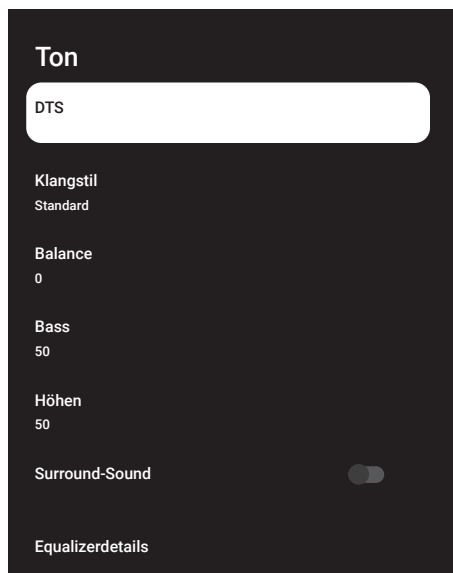 Ton
DTS
Klangstil
Standard
Balance
0
Bass
50
Höhen
50
Surround-Sound
Equalizerdetails